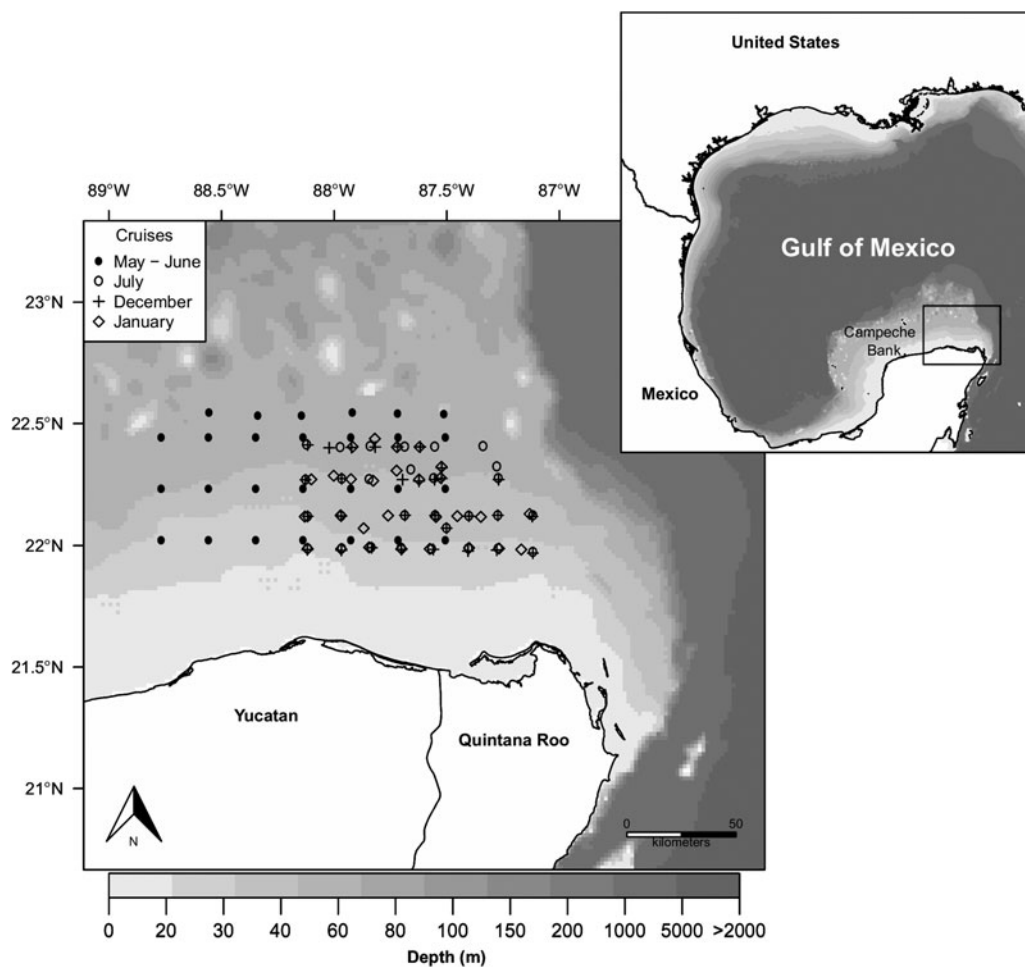 United States
Gulf of Mexico
Campeche
Bank
Mexico
89°W 88.5°W 88°W 87.5°W 87°W
Cruises
May – June
July
December
January
23°N
22.5°N
22°N
21.5°N
21°N
Yucatan
Quintana Roo
N
0 50
kilometers
0 20 30 40 60 80 100 150 200 1000 5000 >2000
Depth (m)